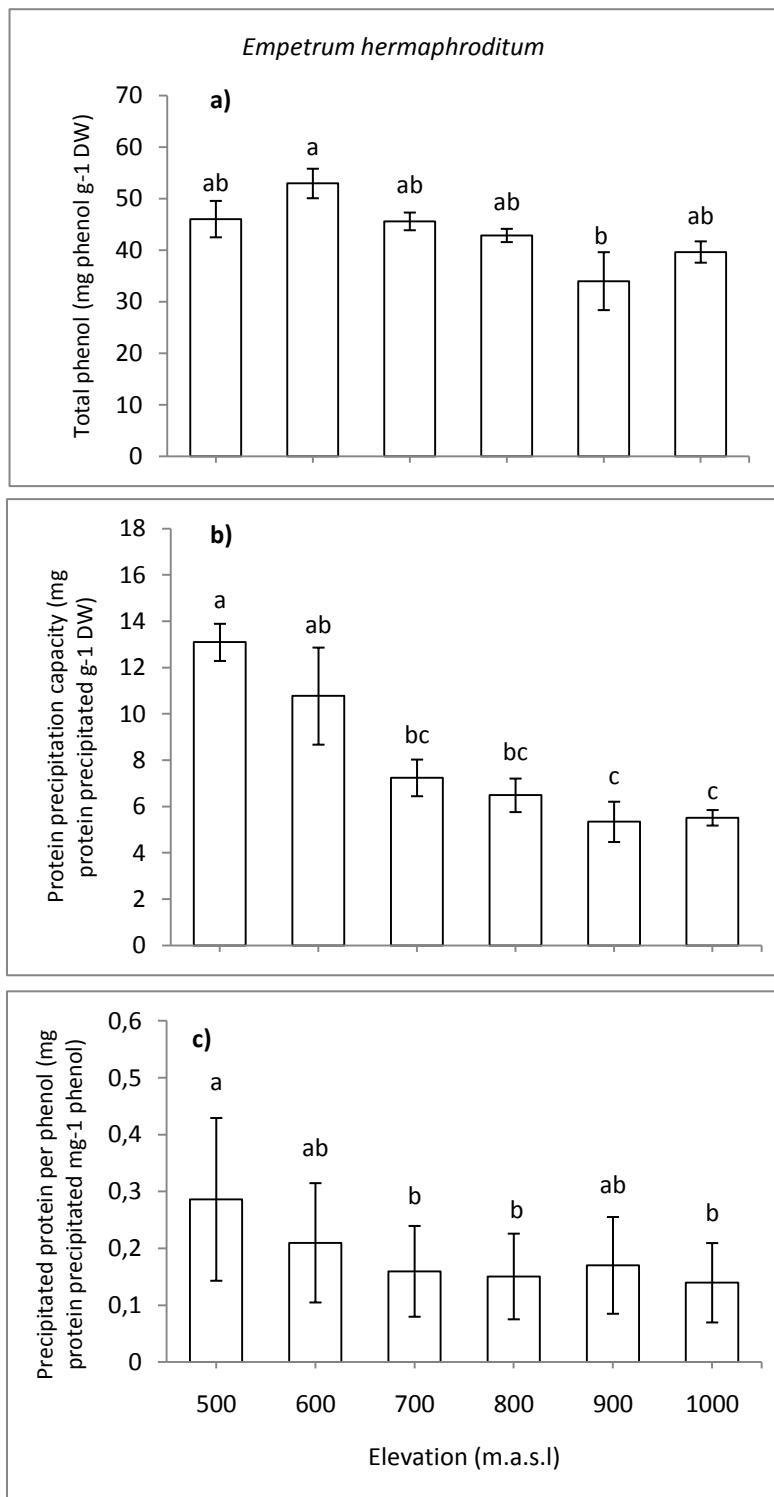 Empetrum hermaphroditum
a)
Total phenol (mg phenol g-1 DW)
70
60
50
40
30
20
10
0
ab
a
ab
ab
b
ab
b)
Protein precipitation capacity (mg
protein precipitated g-1 DW)
18
16
14
12
10
8
6
4
2
0
a
ab
bc
bc
c
c
c)
Precipitated protein per phenol (mg
protein precipitated mg-1 phenol)
0,6
0,5
0,4
0,3
0,2
0,1
0
a
ab
b
b
ab
b
500 600 700 800 900 1000
Elevation (m.a.s.l)